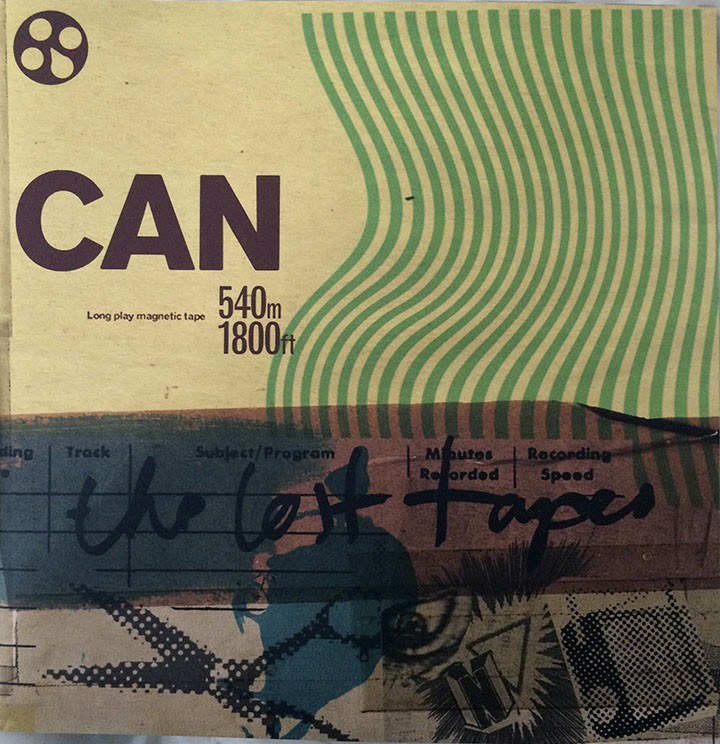 CAN
Long play magnetic tape
540m
1800ft
Track Subject/Program Minutes Recorded Recording Speed
the lost tapes
N